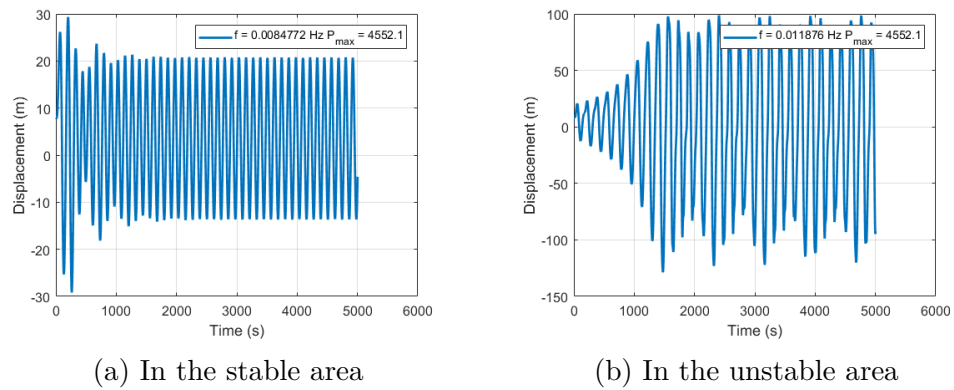 30
20
10
0
-10
-20
-30
Displacement (m)
f = 0.0084772 Hz P_max = 4552.1
0 1000 2000 3000 4000 5000 6000
Time (s)
(a) In the stable area
100
50
0
-50
-100
-150
Displacement (m)
f = 0.011876 Hz P_max = 4552.1
0 1000 2000 3000 4000 5000 6000
Time (s)
(b) In the unstable area